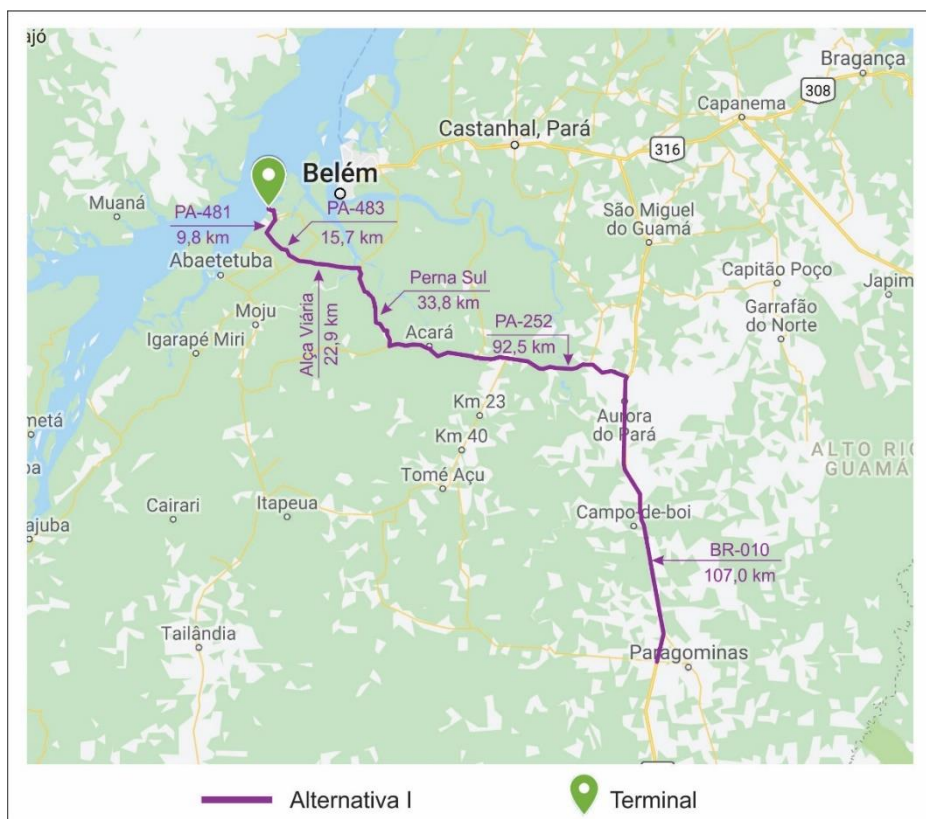 ajó
Bragança
308
Capanema
Castanhal, Pará
316
Belém
Muaná
PA-481
9,8 km
PA-483
15,7 km
São Miguel
do Guamá
Abaetetuba
Capitão Poço
Japim
Perna Sul
33,8 km
Garrafão
do Norte
Moju
Igarapé Miri
Alça Viária
22,9 km
Acará
PA-252
92,5 km
Km 23
Aurora
do Pará
metá
Km 40
ALTO RIO
GUAMÁ
ba
Tomé Açu
Cairari
Itapeua
Campo-de-boi
ajuba
BR-010
107,0 km
Tailândia
Paragominas
Alternativa I
Terminal